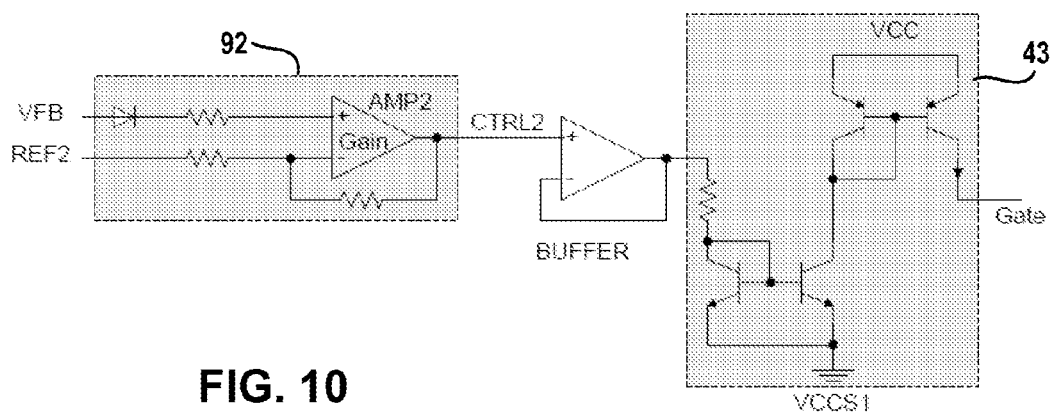 92
VCC
43
AMP2
VFB
Gain
CTRL2
REF2
+
-
+
-
Gate
BUFFER
FIG. 10
VCCS1